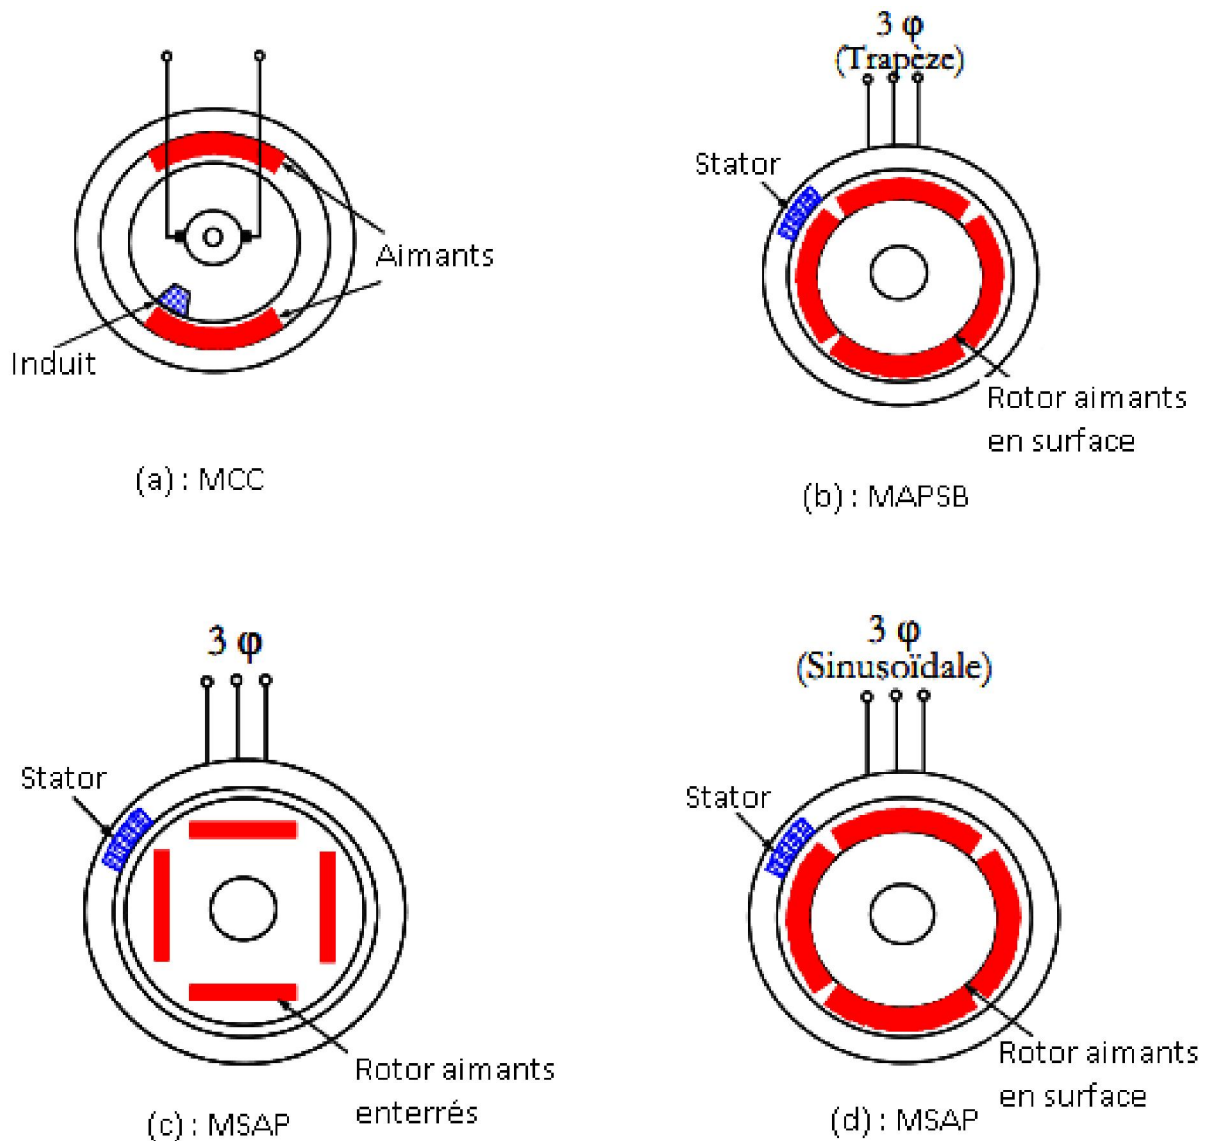 Aimants
Induit
(a) : MCC
3 φ
(Trapèze)
Stator
Rotor aimants
en surface
(b) : MAPSB
3 φ
Stator
Rotor aimants
enterrés
(c) : MSAP
3 φ
(Sinusoïdale)
Stator
Rotor aimants
en surface
(d) : MSAP